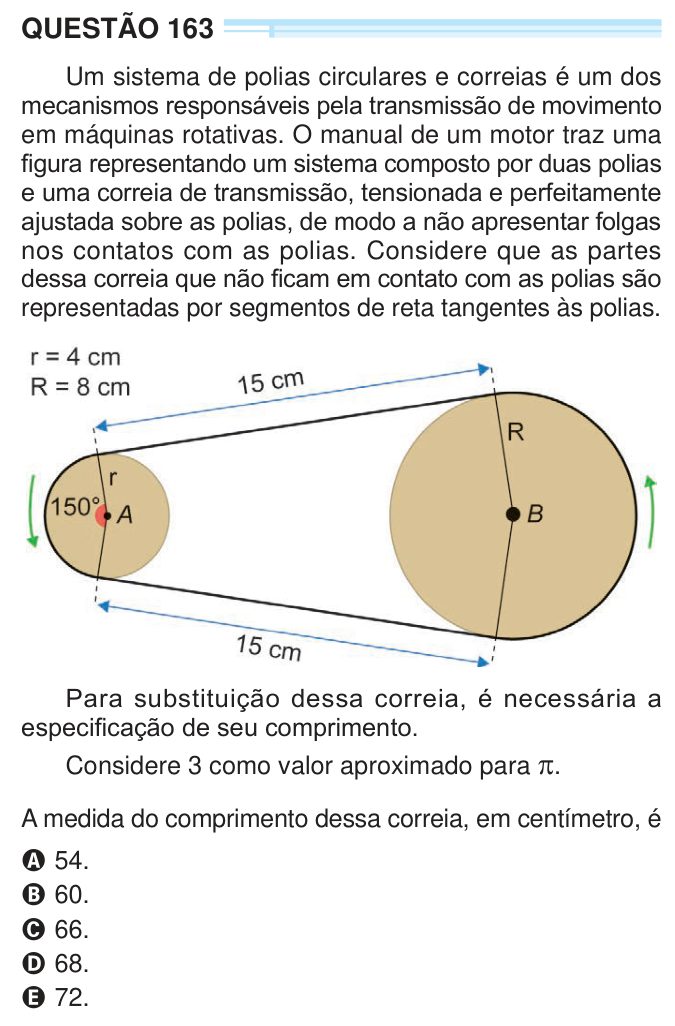 QUESTÃO 163
Um sistema de polias circulares e correias é um dos
mecanismos responsáveis pela transmissão de movimento
em máquinas rotativas. O manual de um motor traz uma
figura representando um sistema composto por duas polias
e uma correia de transmissão, tensionada e perfeitamente
ajustada sobre as polias, de modo a não apresentar folgas
nos contatos com as polias. Considere que as partes
dessa correia que não ficam em contato com as polias são
representadas por segmentos de reta tangentes às polias.
r = 4 cm
R = 8 cm
15 cm
R
r
150°
A
B
15 cm
Para substituição dessa correia, é necessária a
especificação de seu comprimento.
Considere 3 como valor aproximado para π.
A medida do comprimento dessa correia, em centímetro, é
A 54.
B 60.
C 66.
D 68.
E 72.